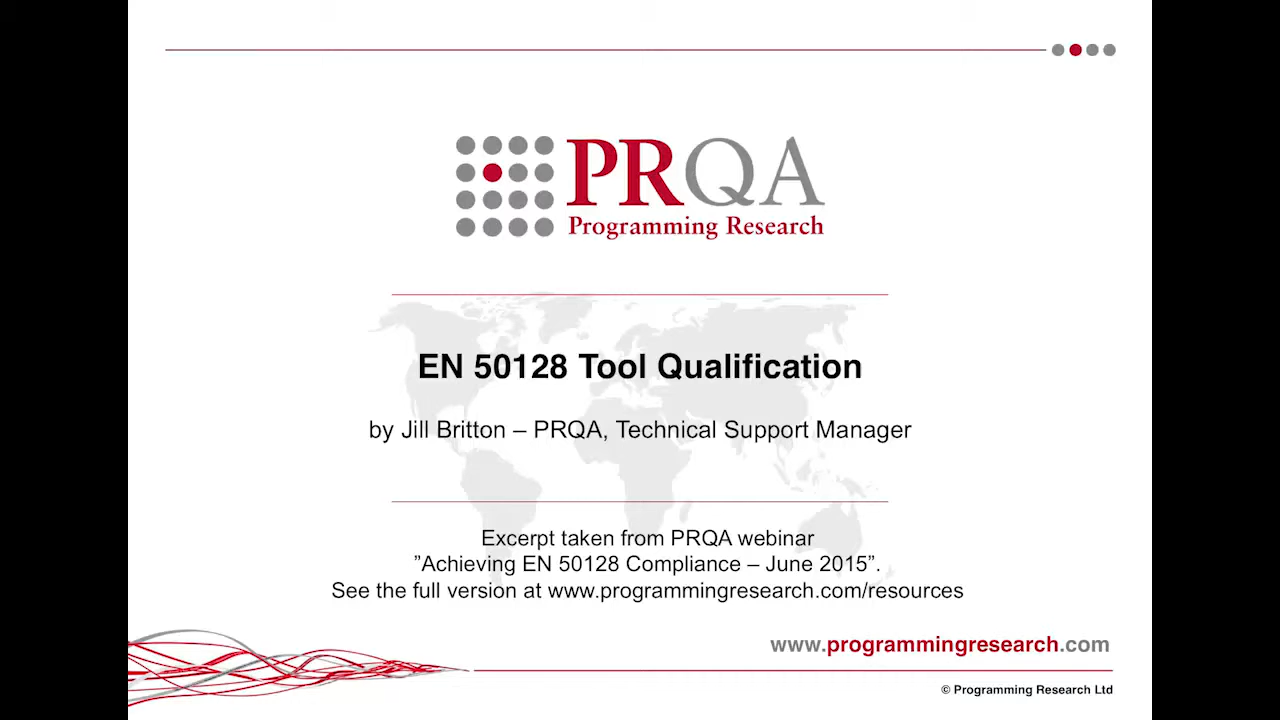 PRQA
Programming Research
EN 50128 Tool Qualification
by Jill Britton – PRQA, Technical Support Manager
Excerpt taken from PRQA webinar
”Achieving EN 50128 Compliance – June 2015”.
See the full version at www.programmingresearch.com/resources
www.programmingresearch.com
© Programming Research Ltd